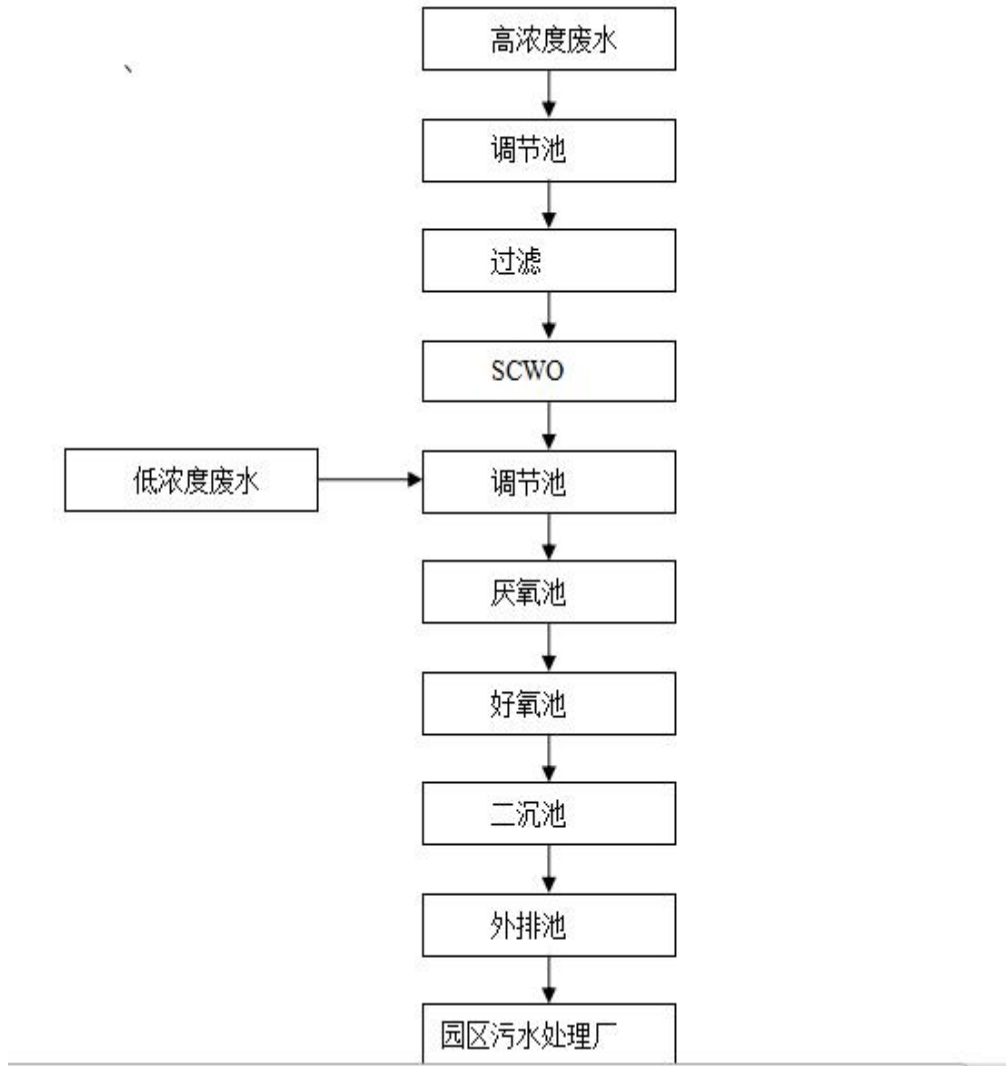 高浓度废水
、
调节池
过滤
SCWO
低浓度废水
调节池
厌氧池
好氧池
二沉池
外排池
园区污水处理厂